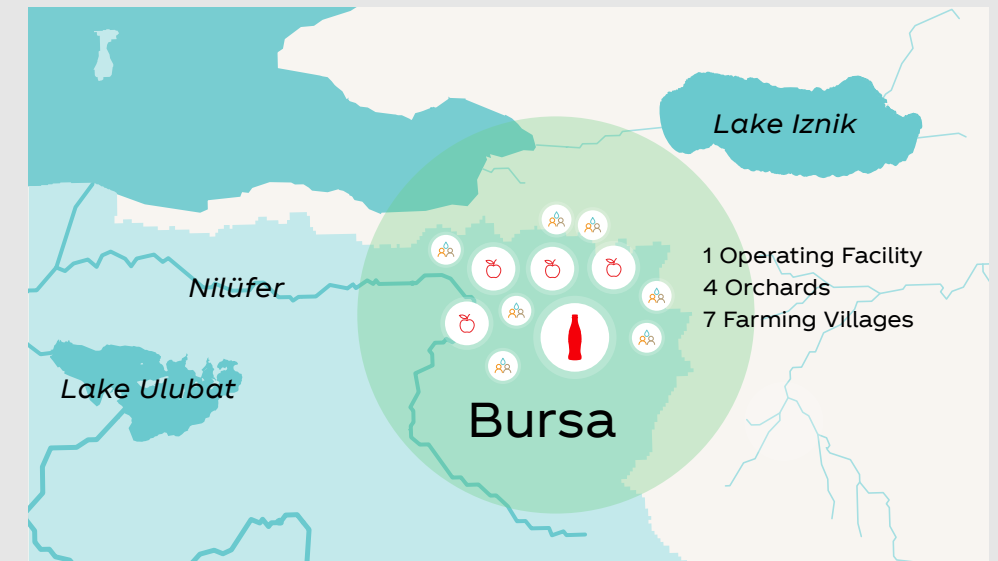 Lake Iznik
1 Operating Facility
Nilüfer
4 Orchards
7 Farming Villages
Lake Ulubat
Bursa